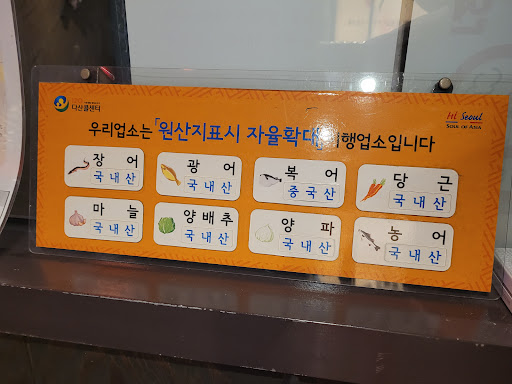 다산콜센터
Hi Seoul
SOUL OF ASIA
우리업소는「원산지표시 자율확대」이행업소입니다
장 어
국 내 산
광 어
국 내 산
복 어
중 국 산
당 근
국 내 산
마 늘
국 내 산
양 배 추
국 내 산
양 파
국 내 산
농 어
국 내 산